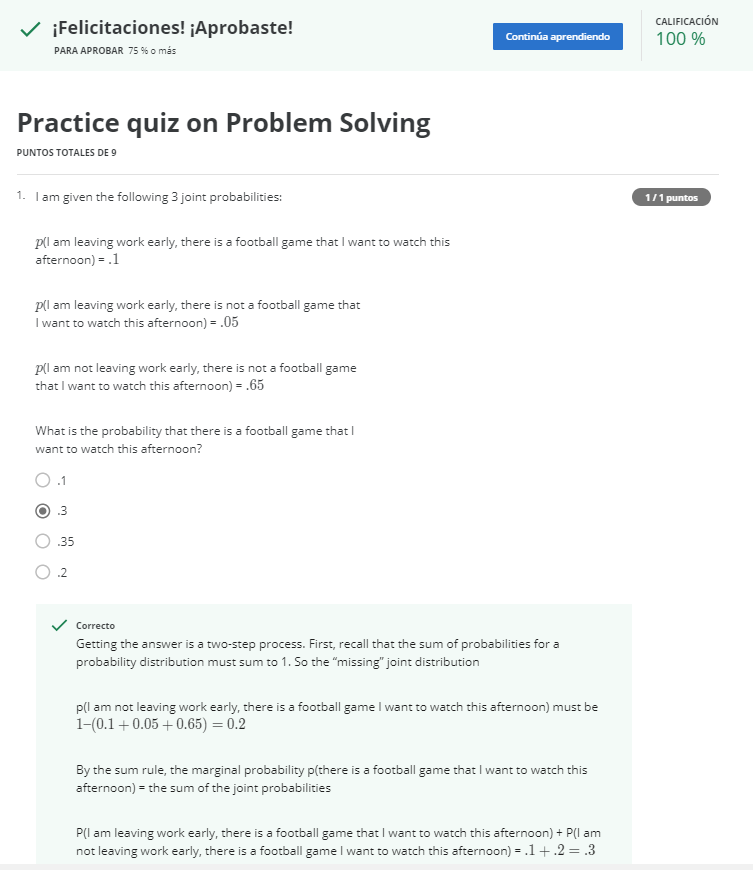 ¡Felicitaciones! ¡Aprobaste!
PARA APROBAR 75 % o más
Continúa aprendiendo
CALIFICACIÓN
100 %
Practice quiz on Problem Solving
PUNTOS TOTALES DE 9
1. I am given the following 3 joint probabilities:
1 / 1 puntos
p(I am leaving work early, there is a football game that I want to watch this
afternoon) = .1
p(I am leaving work early, there is not a football game that
I want to watch this afternoon) = .05
p(I am not leaving work early, there is not a football game
that I want to watch this afternoon) = .65
What is the probability that there is a football game that I
want to watch this afternoon?
.1
.3
.35
.2
Correcto
Getting the answer is a two-step process. First, recall that the sum of probabilities for a
probability distribution must sum to 1. So the “missing” joint distribution
p(I am not leaving work early, there is a football game I want to watch this afternoon) must be
1–(0.1 + 0.05 + 0.65) = 0.2
By the sum rule, the marginal probability p(there is a football game that I want to watch this
afternoon) = the sum of the joint probabilities
P(I am leaving work early, there is a football game that I want to watch this afternoon) + P(I am
not leaving work early, there is a football game I want to watch this afternoon) = .1 + .2 = .3